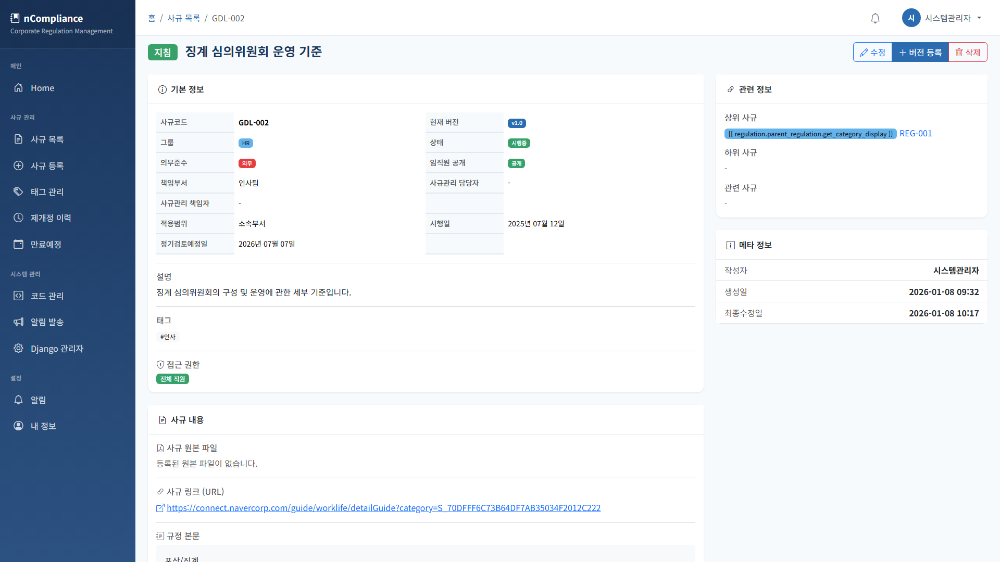 nCompliance
Corporate Regulation Management
메인
Home
사규 관리
사규 목록
사규 등록
태그 관리
제개정 이력
만료예정
시스템 관리
코드 관리
알림 발송
Django 관리자
설정
알림
내 정보
홈 / 사규 목록 / GDL-002
시 시스템관리자
지침 징계 심의위원회 운영 기준
수정
버전 등록
삭제
기본 정보
사규코드 GDL-002 현재 버전 v1.0
그룹 HR 상태 시행중
의무준수 의무 임직원 공개 공개
책임부서 인사팀 사규관리 담당자 -
사규관리 책임자 -
적용범위 소속부서 시행일 2025년 07월 12일
정기검토예정일 2026년 07월 07일
설명
징계 심의위원회의 구성 및 운영에 관한 세부 기준입니다.
태그
#인사
접근 권한
전체 직원
사규 내용
사규 원본 파일
등록된 원본 파일이 없습니다.
사규 링크 (URL)
https://connect.navercorp.com/guide/worklife/detailGuide?category=S_70DFFF6C73B64DF7AB35034F2012C222
규정 본문
포상/징계
관련 정보
상위 사규
{{ regulation.parent_regulation.get_category_display }} REG-001
하위 사규
-
관련 사규
-
메타 정보
작성자 시스템관리자
생성일 2026-01-08 09:32
최종수정일 2026-01-08 10:17